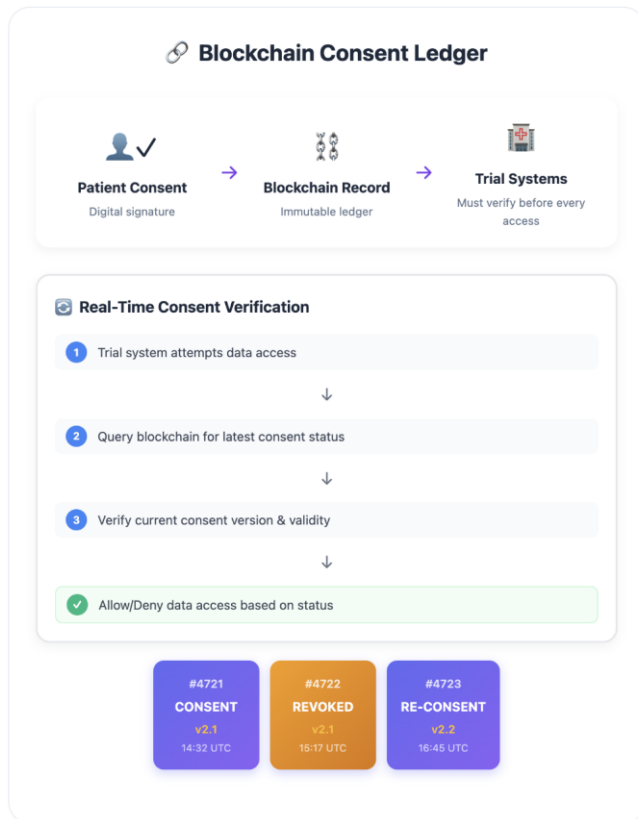 Blockchain Consent Ledger
Patient Consent
Digital signature
Blockchain Record
Immutable ledger
Trial Systems
Must verify before every
access
Real-Time Consent Verification
1 Trial system attempts data access
2 Query blockchain for latest consent status
3 Verify current consent version & validity
Allow/Deny data access based on status
#4721
CONSENT
v2.1
14:32 UTC
#4722
REVOKED
v2.1
15:17 UTC
#4723
RE-CONSENT
v2.2
16:45 UTC